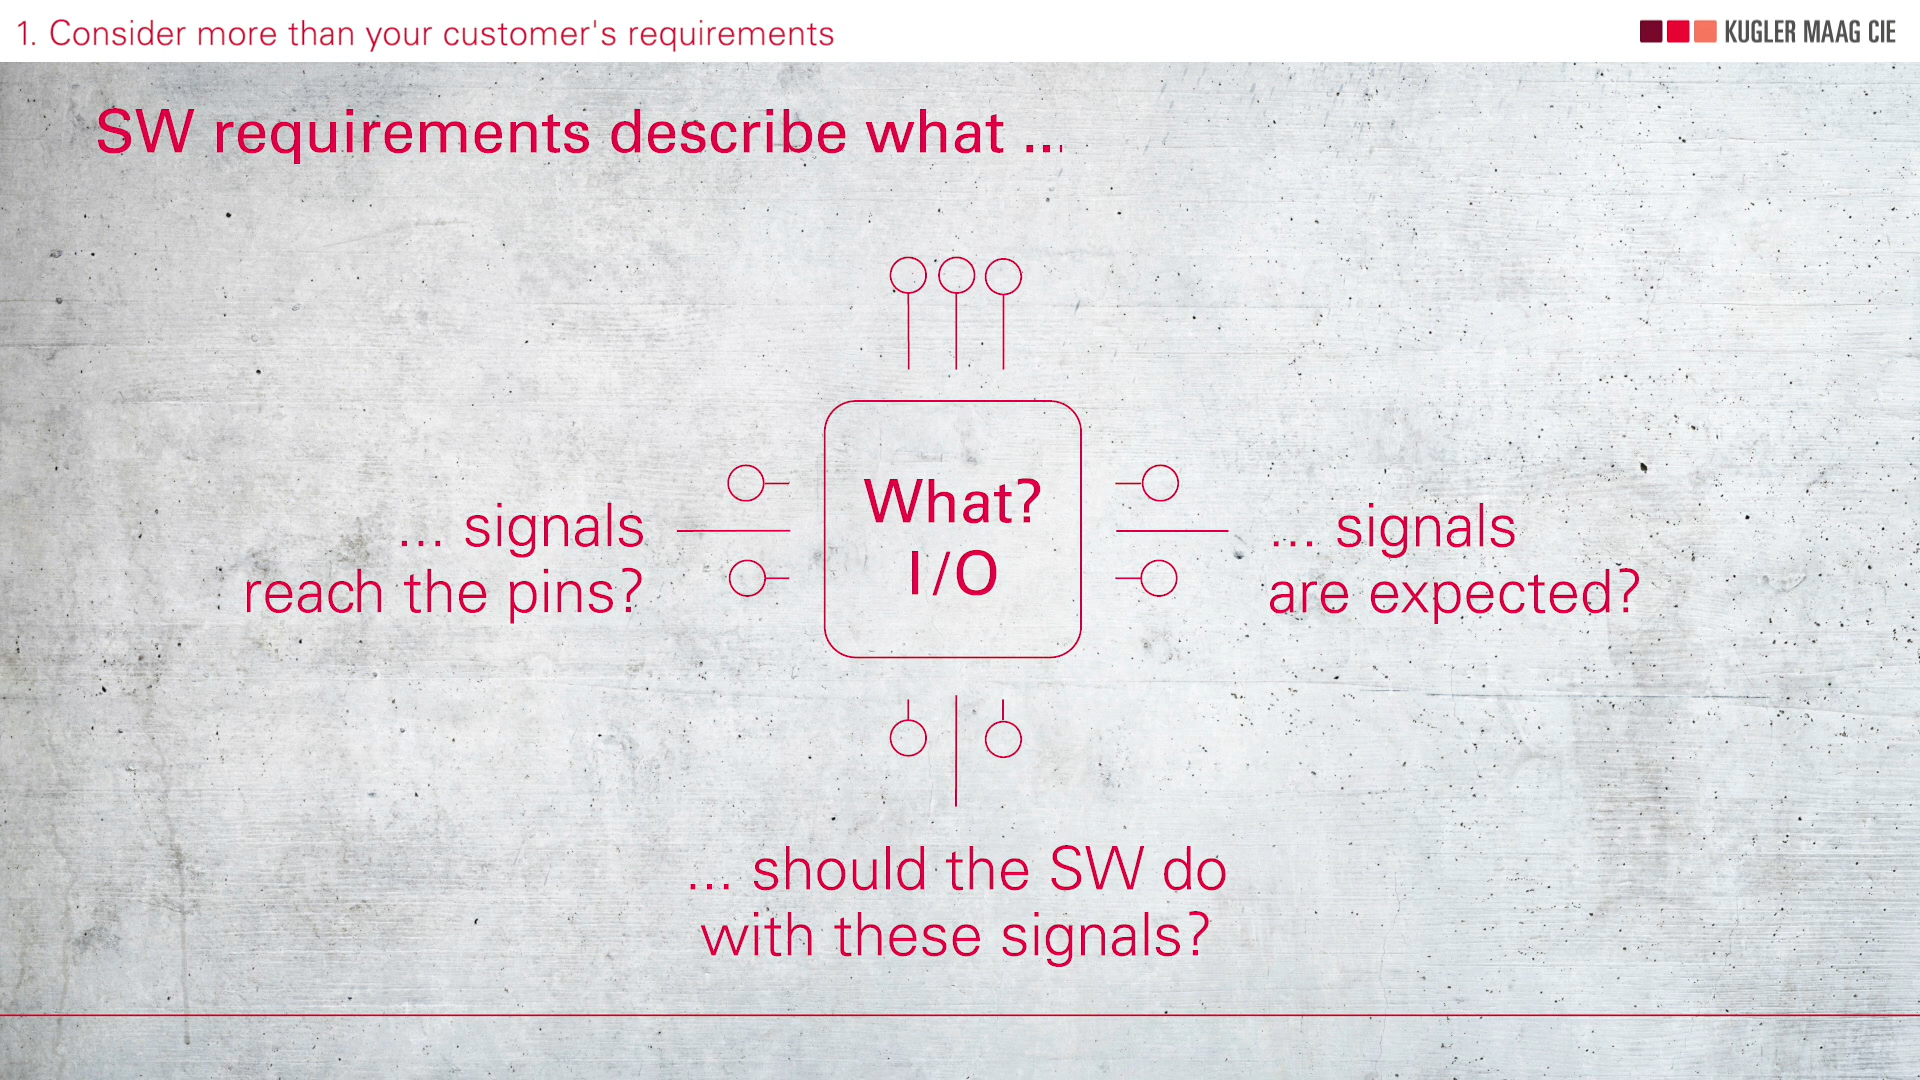 1. Consider more than your customer's requirements
KUGLER MAAG CIE
SW requirements describe what ...
What?
I/O
... signals
reach the pins?
... signals
are expected?
... should the SW do
with these signals?